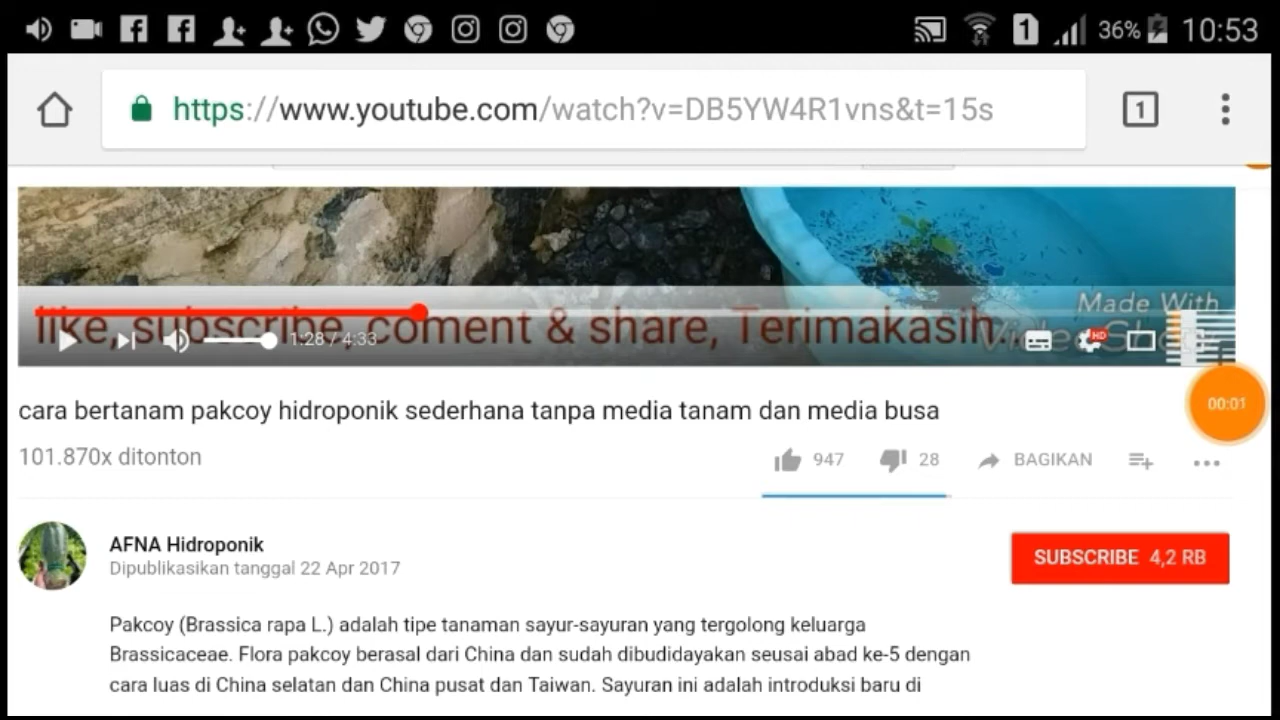 1 36% 10:53
https://www.youtube.com/watch?v=DB5YW4R1vns&t=15s 1
Made With
like, subscribe, coment & share, Terimakasih...
1:28 / 4:33 HD
cara bertanam pakcoy hidroponik sederhana tanpa media tanam dan media busa
00:01
101.870x ditonton
947 28 BAGIKAN
AFNA Hidroponik
Dipublikasikan tanggal 22 Apr 2017
SUBSCRIBE 4,2 RB
Pakcoy (Brassica rapa L.) adalah tipe tanaman sayur-sayuran yang tergolong keluarga
Brassicaceae. Flora pakcoy berasal dari China dan sudah dibudidayakan seusai abad ke-5 dengan
cara luas di China selatan dan China pusat dan Taiwan. Sayuran ini adalah introduksi baru di